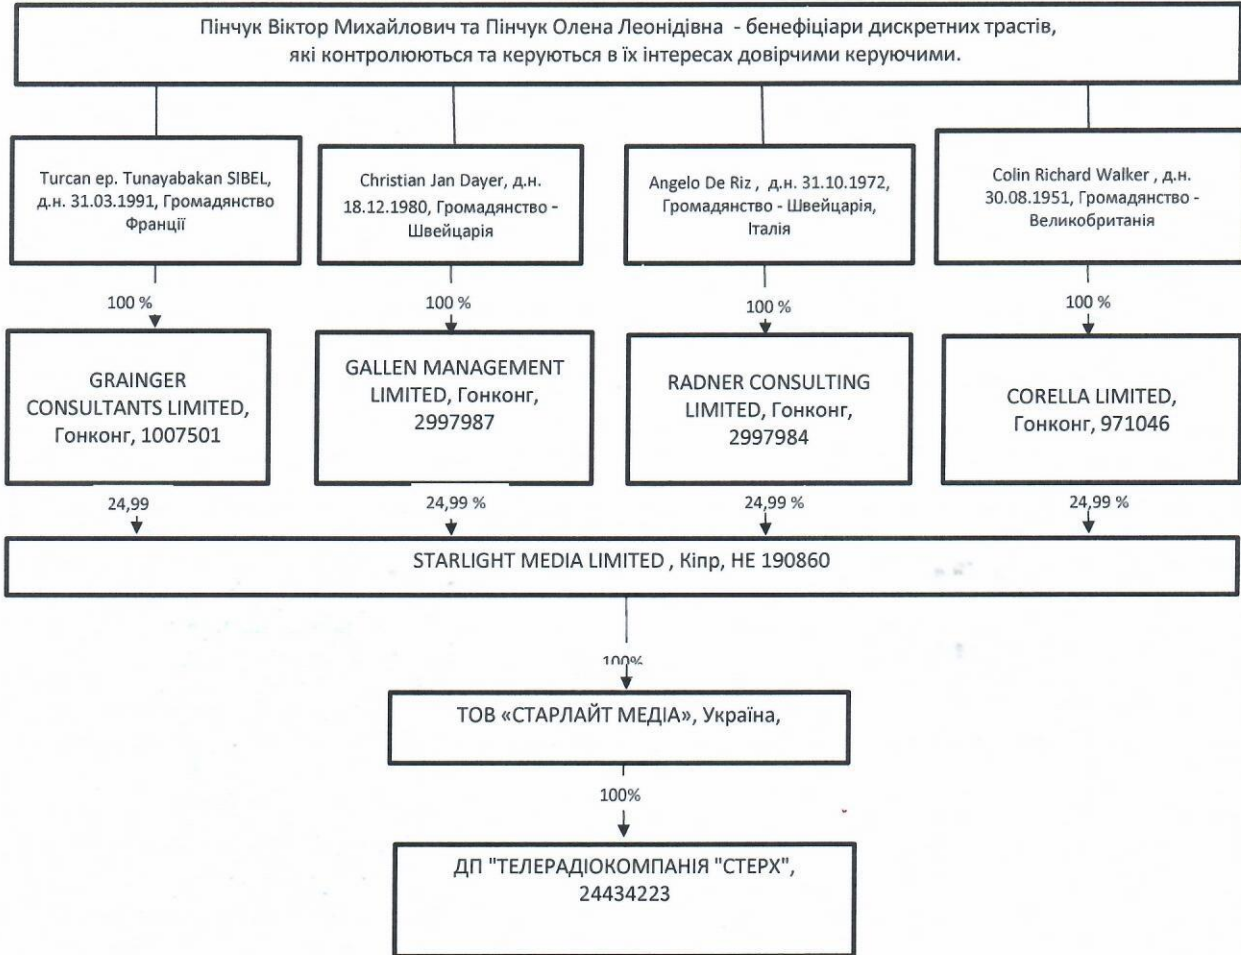 Пінчук Віктор Михайлович та Пінчук Олена Леонідівна - бенефіціари дискретних трастів,
які контролюються та керуються в їх інтересах довірчими керуючими.
Turcan ep. Tunayabakan SIBEL,
д.н. 31.03.1991, Громадянство
Франції
Christian Jan Dayer, д.н.
18.12.1980, Громадянство -
Швейцарія
Angelo De Riz , д.н. 31.10.1972,
Громадянство - Швейцарія,
Італія
Colin Richard Walker , д.н.
30.08.1951, Громадянство -
Великобританія
100 %
100 %
100 %
100 %
GRAINGER
CONSULTANTS LIMITED,
Гонконг, 1007501
GALLEN MANAGEMENT
LIMITED, Гонконг,
2997987
RADNER CONSULTING
LIMITED, Гонконг,
2997984
CORELLA LIMITED,
Гонконг, 971046
24,99
24,99 %
24,99 %
24,99 %
STARLIGHT MEDIA LIMITED , Кіпр, HE 190860
100%
ТОВ «СТАРЛАЙТ МЕДІА», Україна,
100%
ДП "ТЕЛЕРАДІОКОМПАНІЯ "СТЕРХ",
24434223